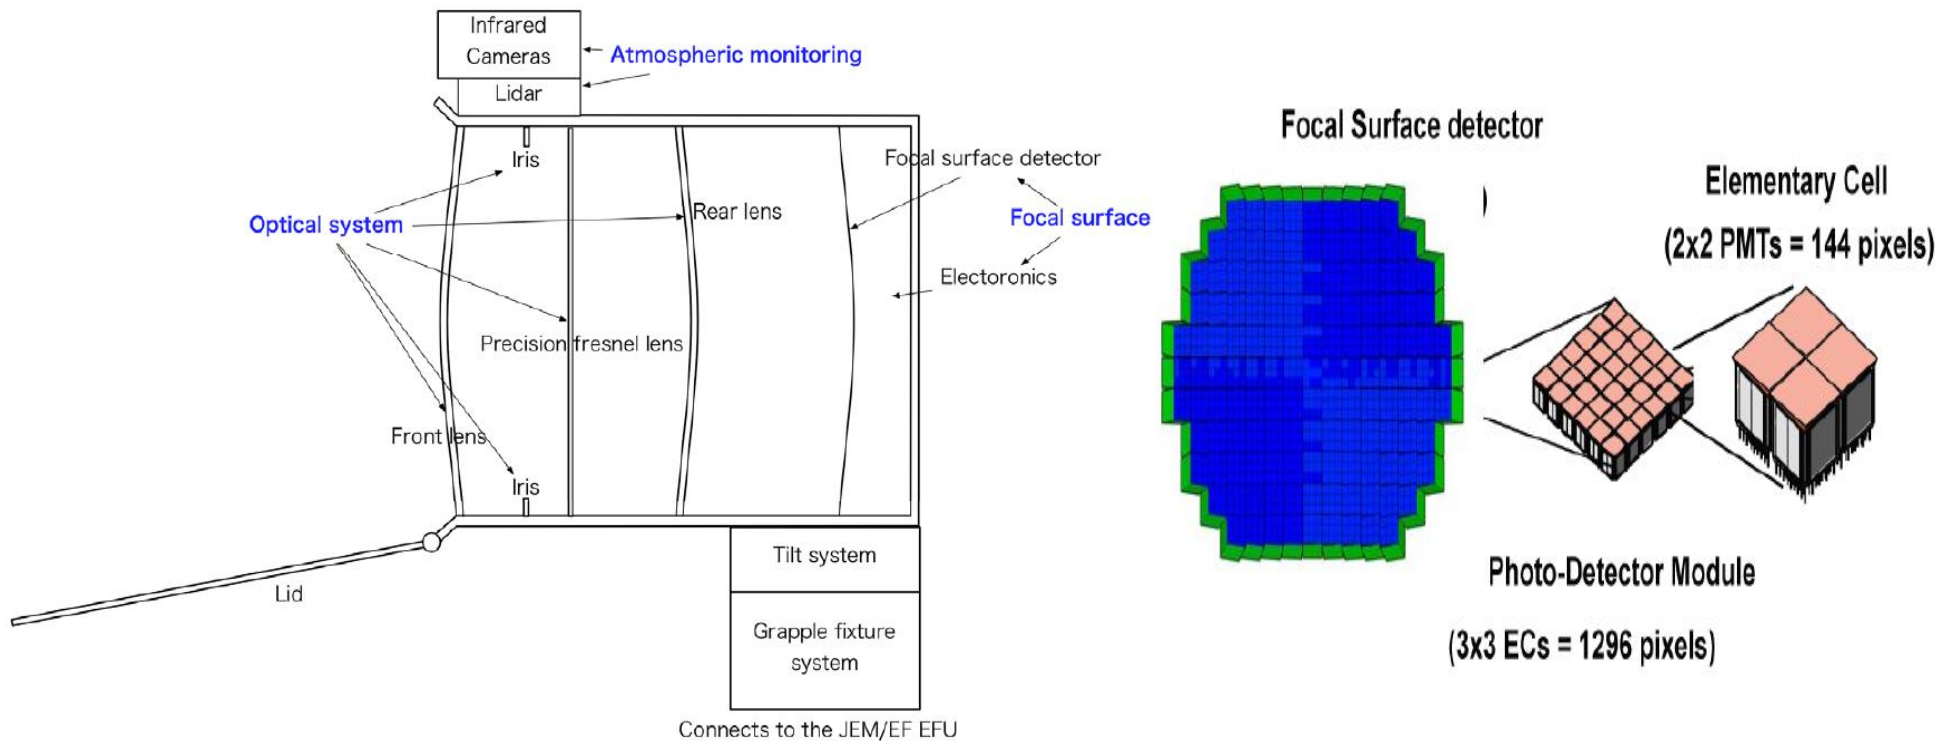 Infrared
Cameras
Atmospheric monitoring
Lidar
Iris
Focal surface detector
Optical system
Rear lens
Focal surface
Electoronics
Precision fresnel lens
Front lens
Iris
Tilt system
Lid
Grapple fixture
system
Connects to the JEM/EF EFU
Focal Surface detector
)
Elementary Cell
(2x2 PMTs = 144 pixels)
Photo-Detector Module
(3x3 ECs = 1296 pixels)